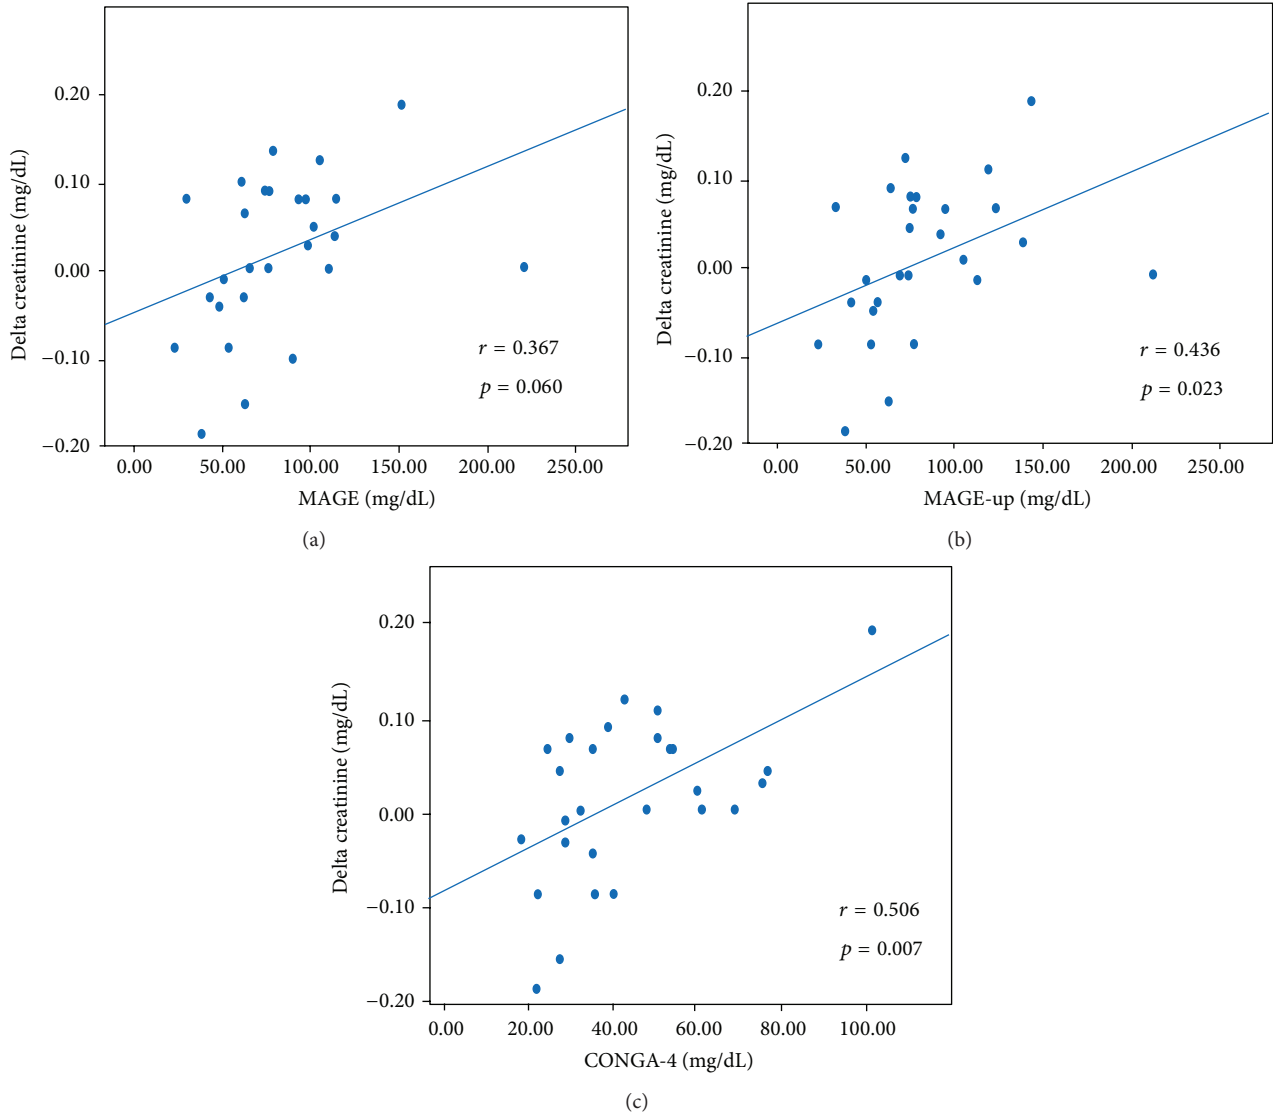 0.20
0.10
0.00
−0.10
−0.20
Delta creatinine (mg/dL)
r = 0.367
p = 0.060
0.00 50.00 100.00 150.00 200.00 250.00
MAGE (mg/dL)
(a)
0.20
0.10
0.00
−0.10
−0.20
Delta creatinine (mg/dL)
r = 0.436
p = 0.023
0.00 50.00 100.00 150.00 200.00 250.00
MAGE-up (mg/dL)
(b)
0.20
0.10
0.00
−0.10
−0.20
Delta creatinine (mg/dL)
r = 0.506
p = 0.007
0.00 20.00 40.00 60.00 80.00 100.00
CONGA-4 (mg/dL)
(c)